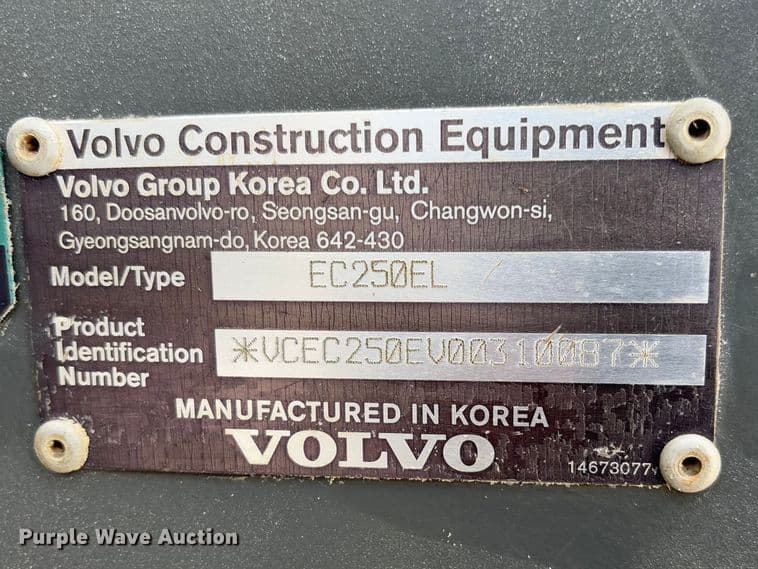 Volvo Construction Equipment
Volvo Group Korea Co. Ltd.
160, Doosanvolvo-ro, Seongsan-gu, Changwon-si,
Gyeongsangnam-do, Korea 642-430
Model/Type EC250EL
Product
Identification
Number
*VCEC250EV00310087*
MANUFACTURED IN KOREA
VOLVO
14673077
Purple Wave Auction